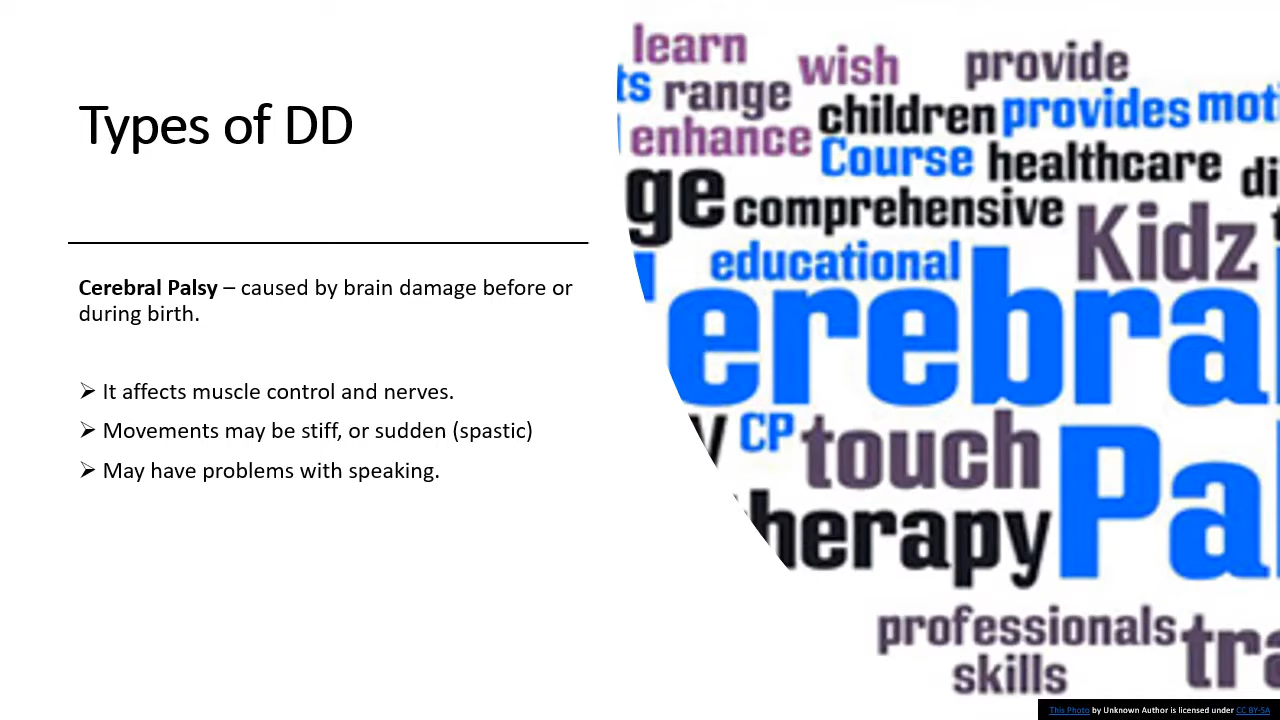 Types of DD
Cerebral Palsy – caused by brain damage before or
during birth.
➢ It affects muscle control and nerves.
➢ Movements may be stiff, or sudden (spastic)
➢ May have problems with speaking.
learn
wish
provide
range
children
provides
enhance
Course
healthcare
comprehensive
Kidz
educational
CP
touch
professionals
skills
This Photo by Unknown Author is licensed under CC BY-SA